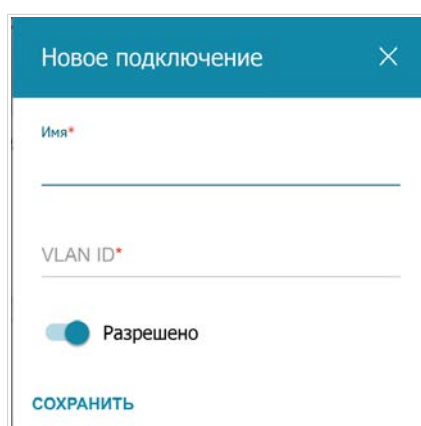 Новое подключение
Имя*
VLAN ID*
Разрешено
СОХРАНИТЬ